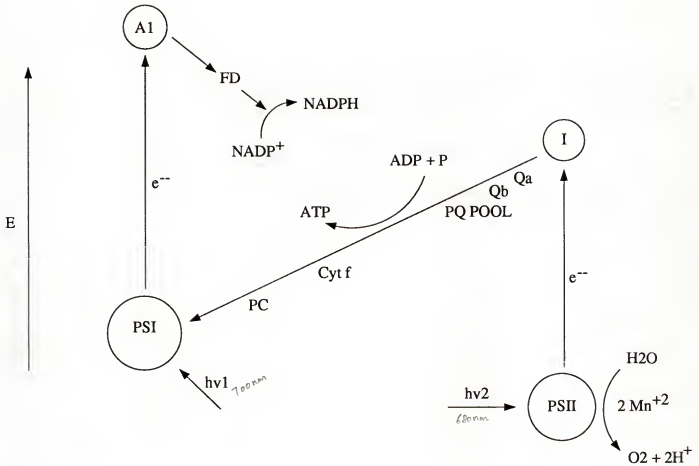 A1
FD
NADPH
NADP+
I
ADP + P
Qa
Qb
e--
ATP
PQ POOL
E
Cyt f
e--
PC
PSI
H2O
hv1 700nm
hv2
680nm
PSII
2 Mn+2
O2 + 2H+